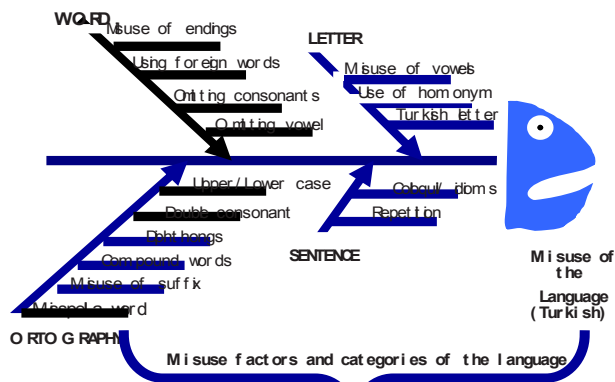 WORD
Misuse of endings
Using foreign words
Omitting consonants
Omitting vowel
LETTER
Misuse of vowels
Use of homonym
Turkish letter
Upper/Lower case
Double consonant
Diphthongs
Compound words
Misuse of suffix
word
ORTOGRAPHY
Colloqul/idioms
Repetition
SENTENCE
Misuse of
the
Language
(Turkish)
Misuse factors and categories of the language